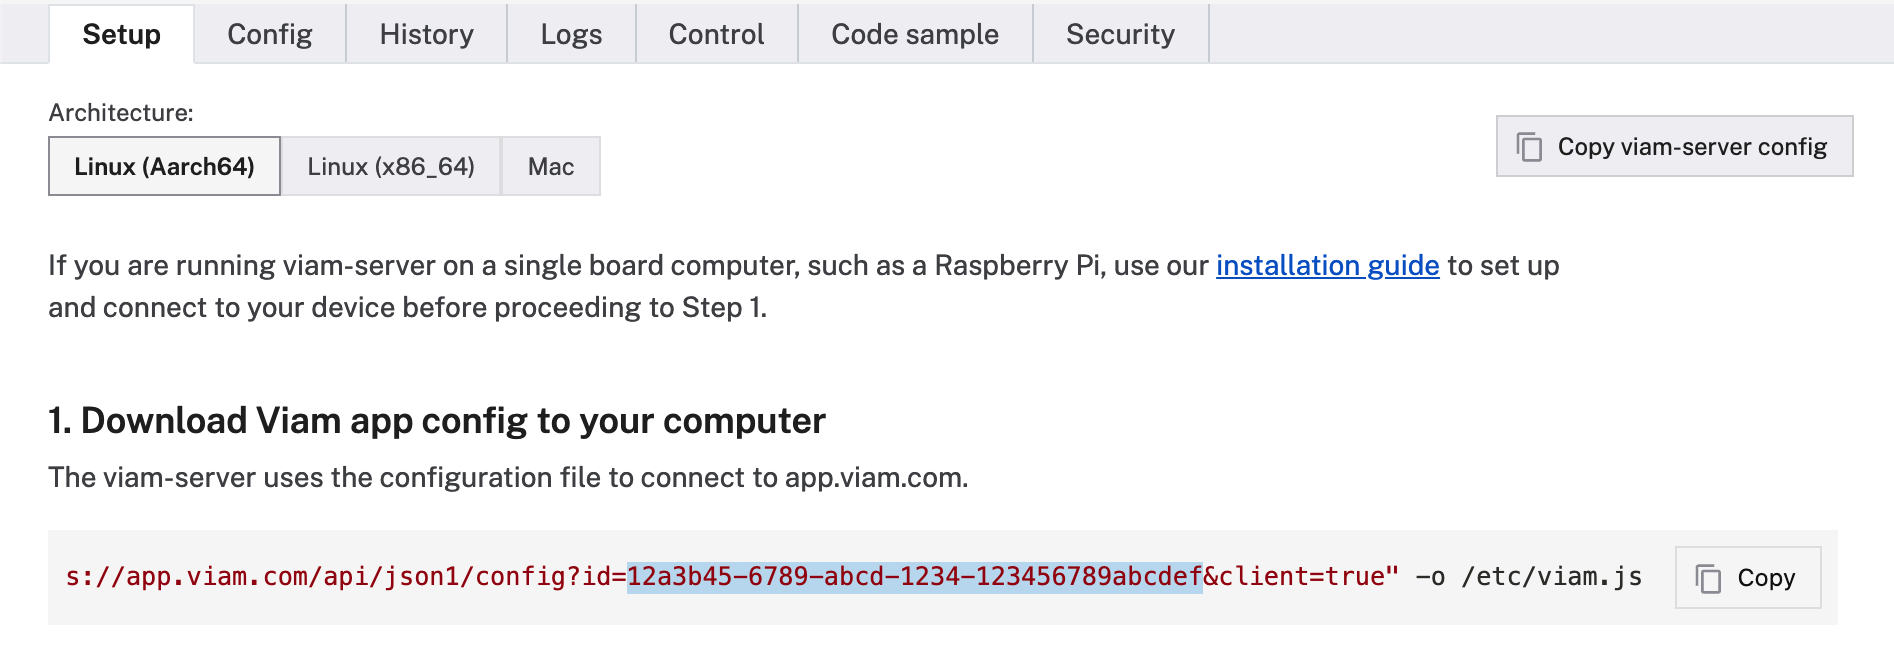 Setup Config History Logs Control Code sample Security
Architecture:
Linux (Aarch64) Linux (x86_64) Mac
Copy viam-server config
If you are running viam-server on a single board computer, such as a Raspberry Pi, use our installation guide to set up
and connect to your device before proceeding to Step 1.
1. Download Viam app config to your computer
The viam-server uses the configuration file to connect to app.viam.com.
s://app.viam.com/api/json1/config?id=12a3b45-6789-abcd-1234-123456789abcdef&client=true" -o /etc/viam.js
Copy